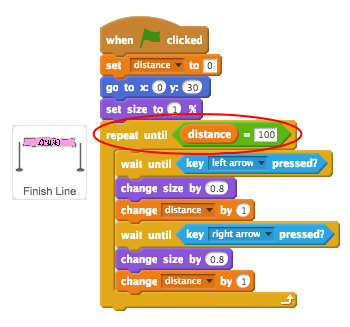 when clicked
set distance to 0
go to x: 0 y: 30
set size to 1 %
repeat until distance = 100
wait until key left arrow pressed?
change size by 0.8
change distance by 1
wait until key right arrow pressed?
change size by 0.8
change distance by 1
Finish Line